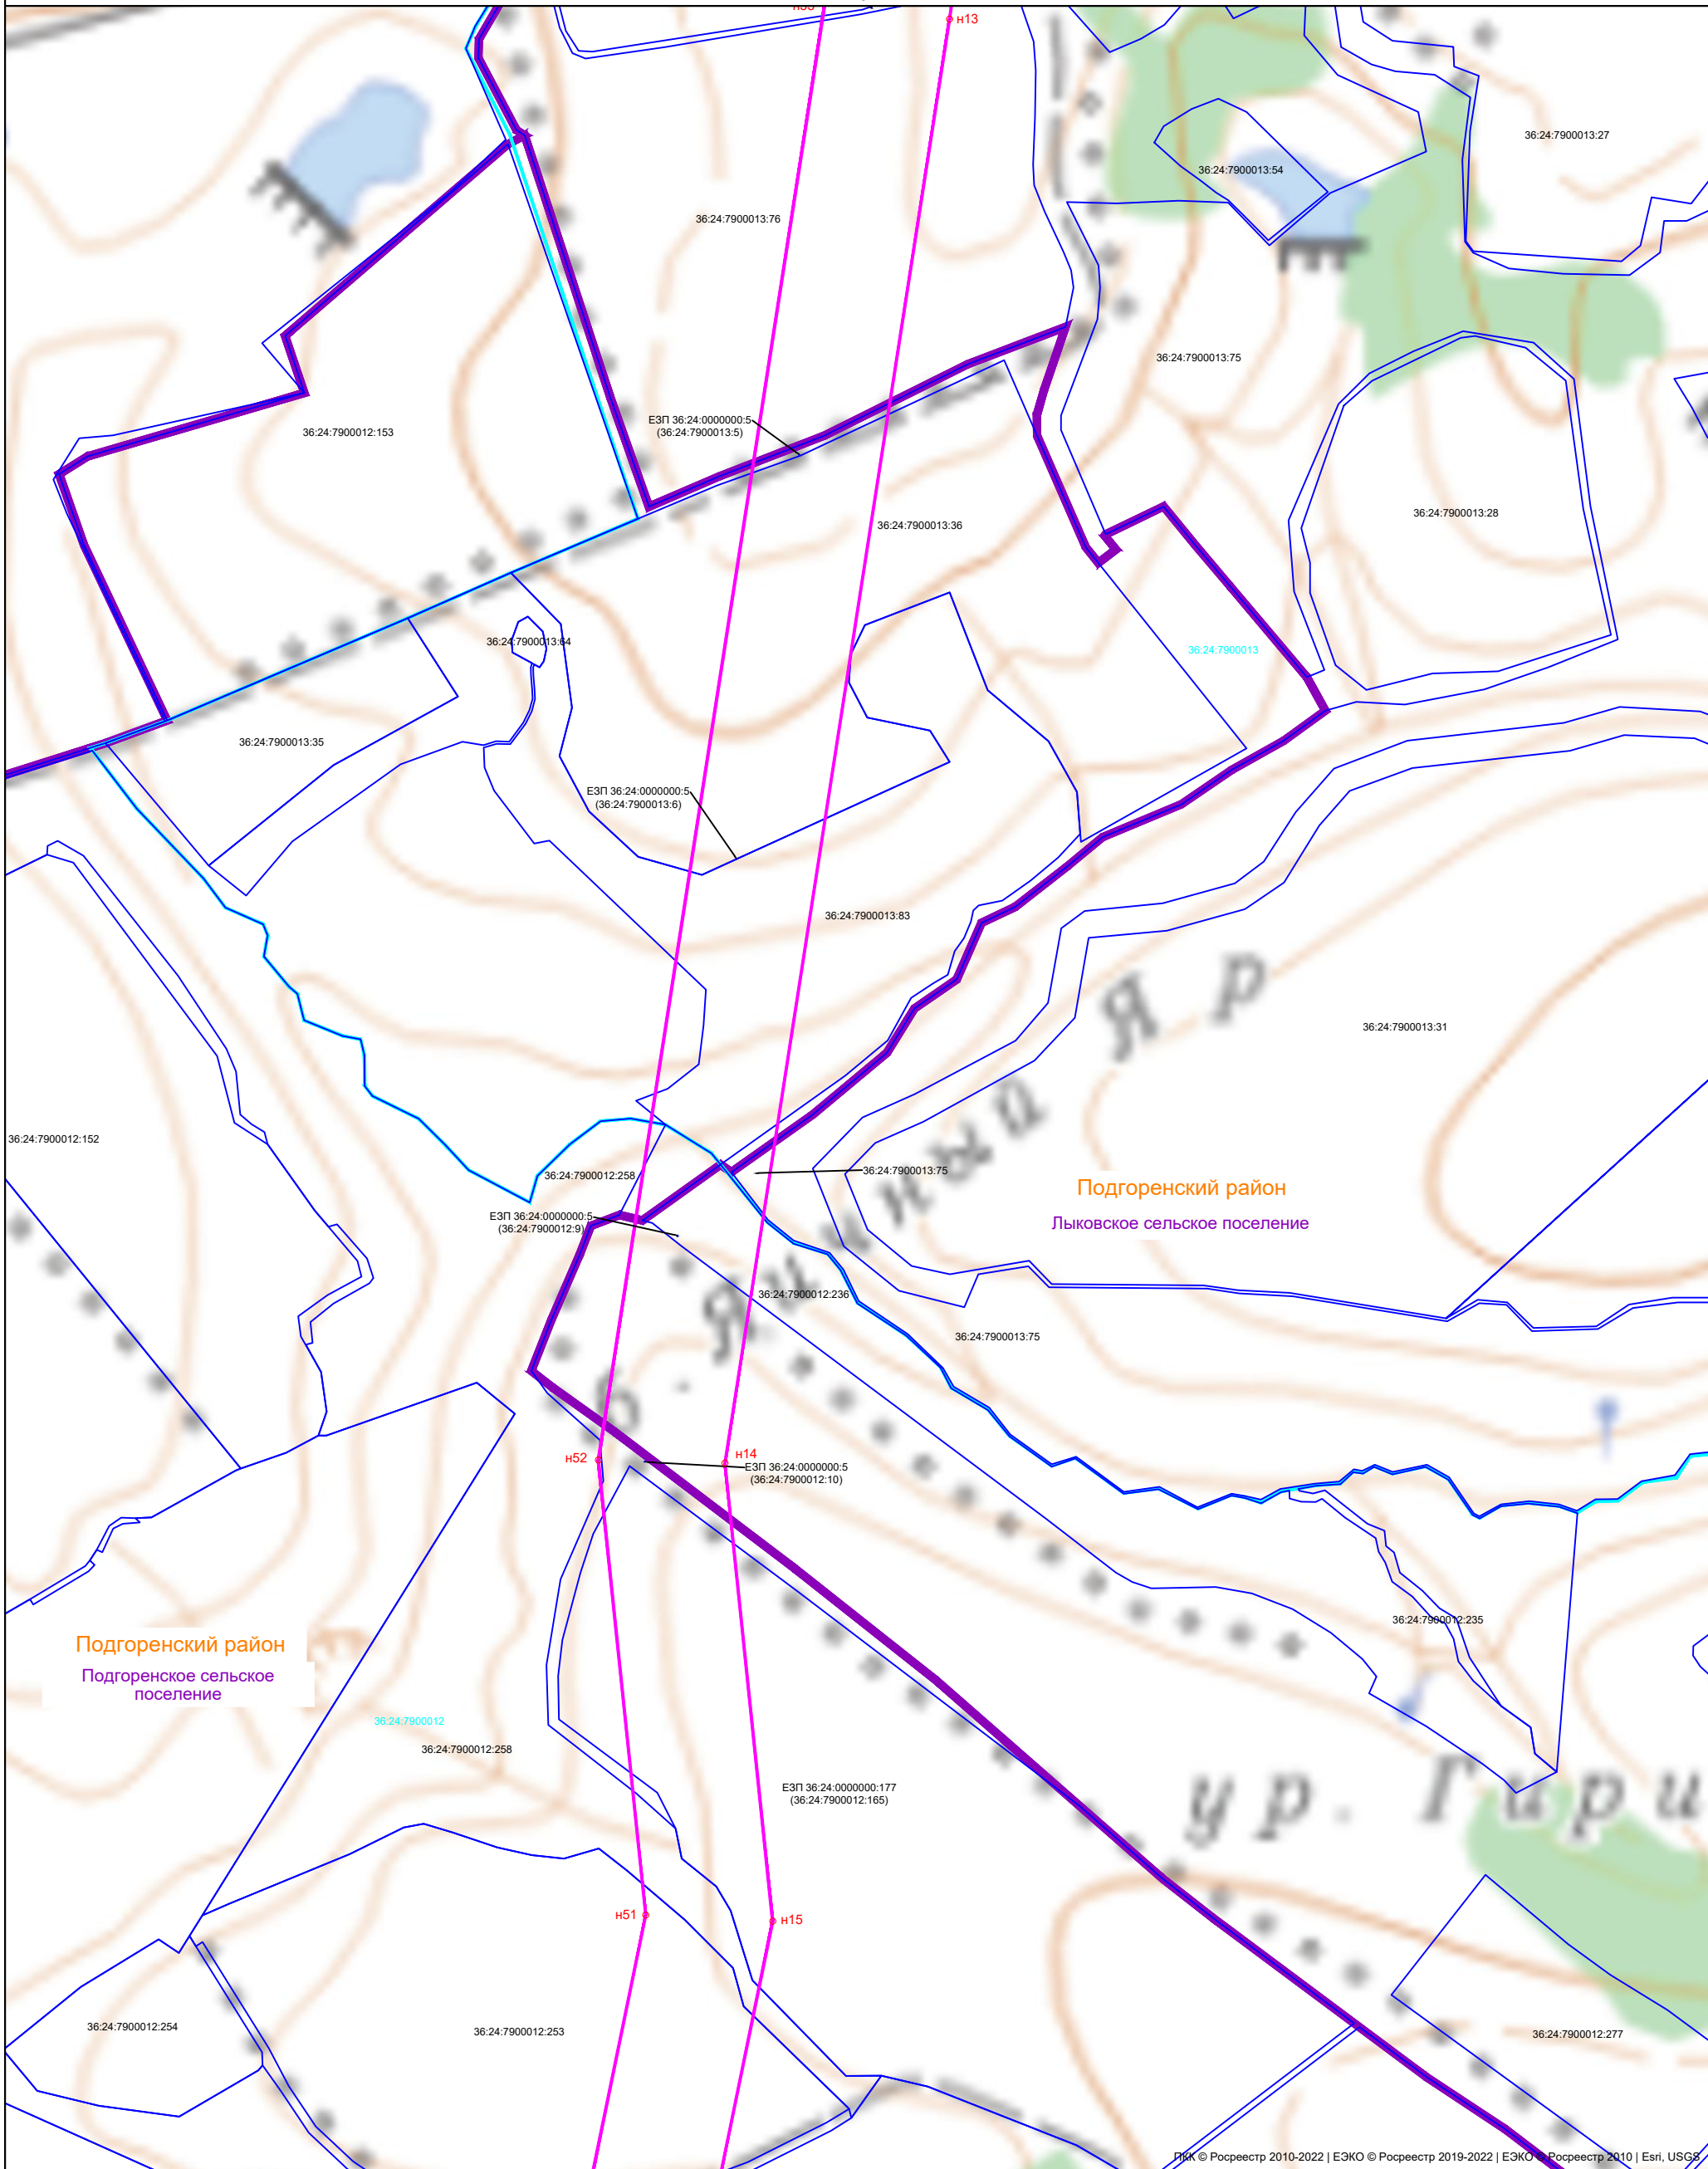 н13
36:24:7900013:27
36:24:7900013:54
36:24:7900013:76
36:24:7900013:75
ЕЗП 36:24:0000000:5
(36:24:7900013:5)
36:24:7900012:153
36:24:7900013:28
36:24:7900013:36
36:24:7900013:64
36:24:7900013
36:24:7900013:35
ЕЗП 36:24:0000000:5
(36:24:7900013:6)
36:24:7900013:83
36:24:7900013:31
36:24:7900012:152
36:24:7900013:75
36:24:7900012:258
Подгоренский район
Лыковское сельское поселение
ЕЗП 36:24:0000000:5
(36:24:7900012:9)
36:24:7900012:236
36:24:7900013:75
н52
н14
ЕЗП 36:24:0000000:5
(36:24:7900012:10)
36:24:7900012:235
Подгоренский район
Подгоренское сельское
поселение
36:24:7900012
36:24:7900012:258
ЕЗП 36:24:0000000:177
(36:24:7900012:165)
ур. Гири
н51
н15
36:24:7900012:254
36:24:7900012:253
36:24:7900012:277
ПКК © Росреестр 2010-2022 | ЕЭКО © Росреестр 2019-2022 | ЕЭКО © Росреестр 2010 | Esri, USGS